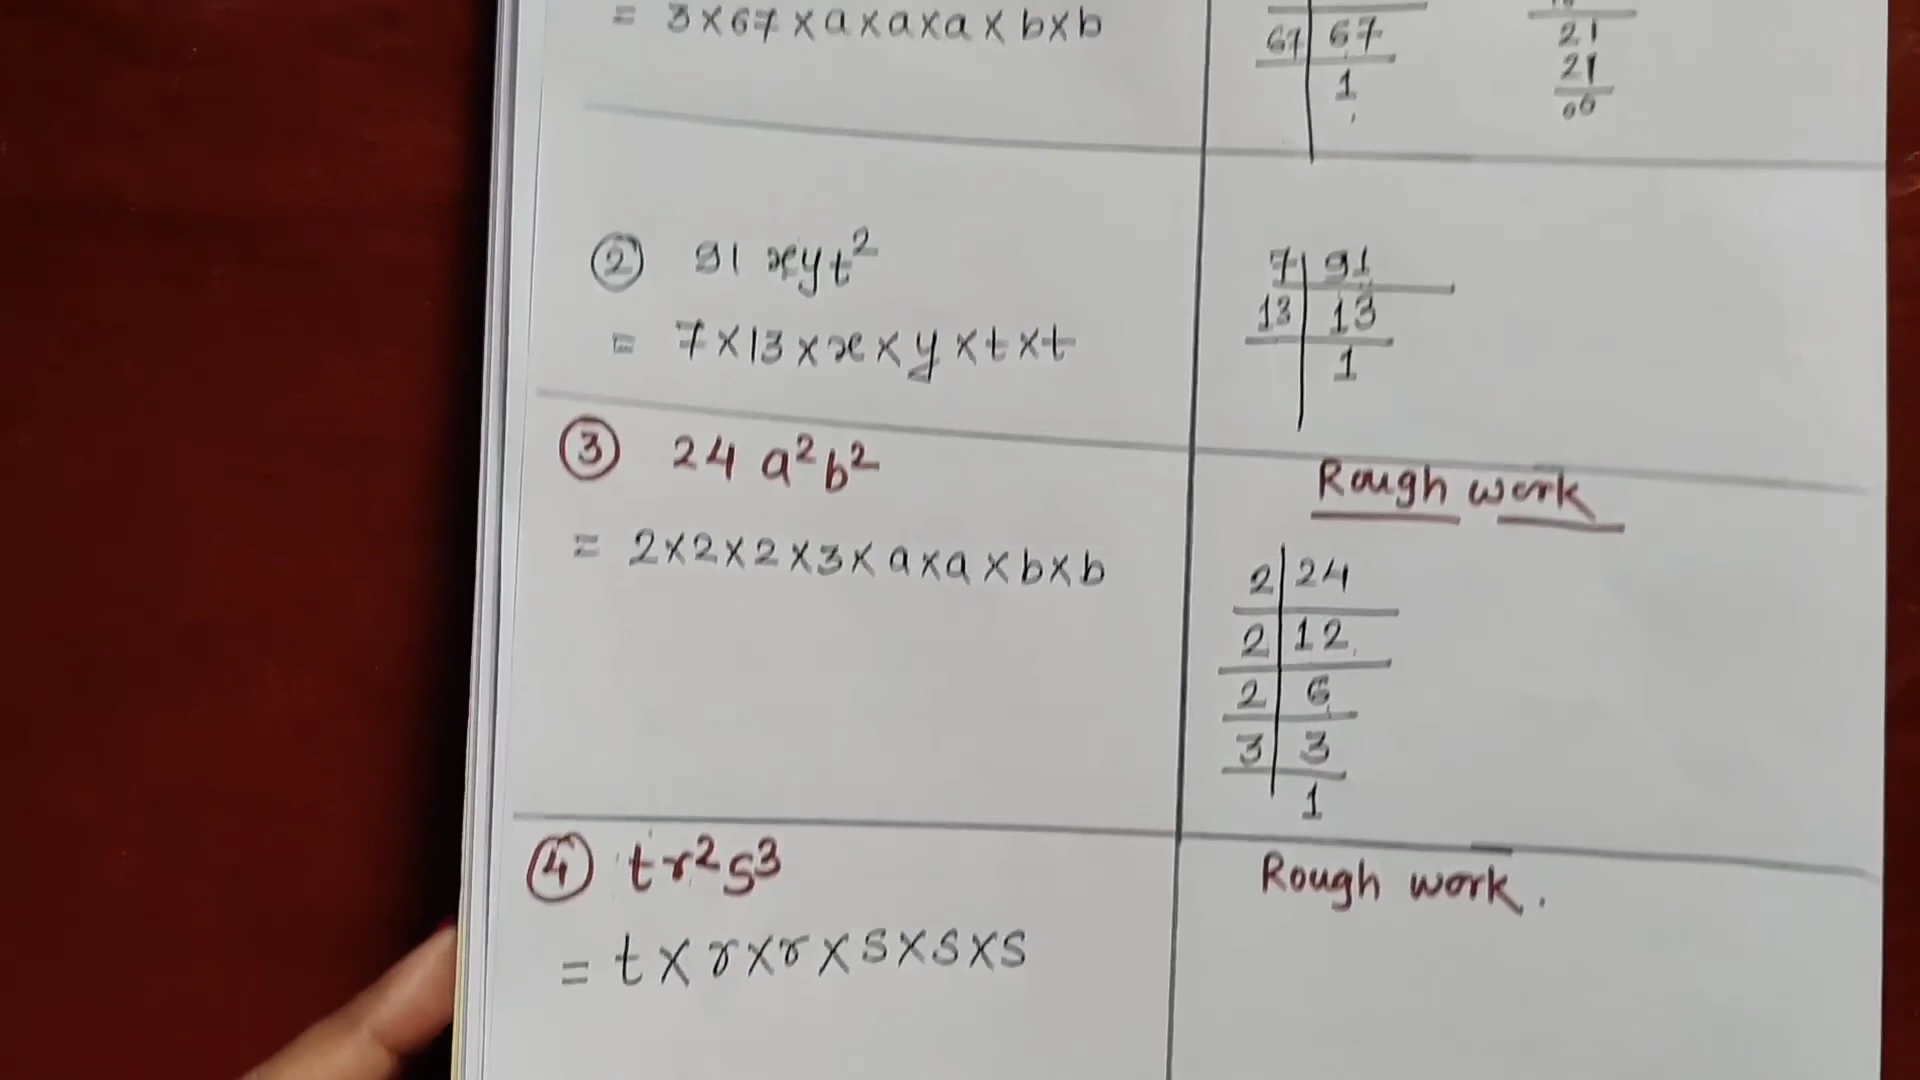 = 3×67×a×a×a×b×b
67 | 67
1
21
21
00
② 91 xyt²
= 7×13×x×y×t×t
7 | 91
13 | 13
1
③ 24 a²b²
= 2×2×2×3×a×a×b×b
Rough work
2 | 24
2 | 12
2 | 6
3 | 3
1
④ tr²s³
= t×r×r×s×s×s
Rough work.